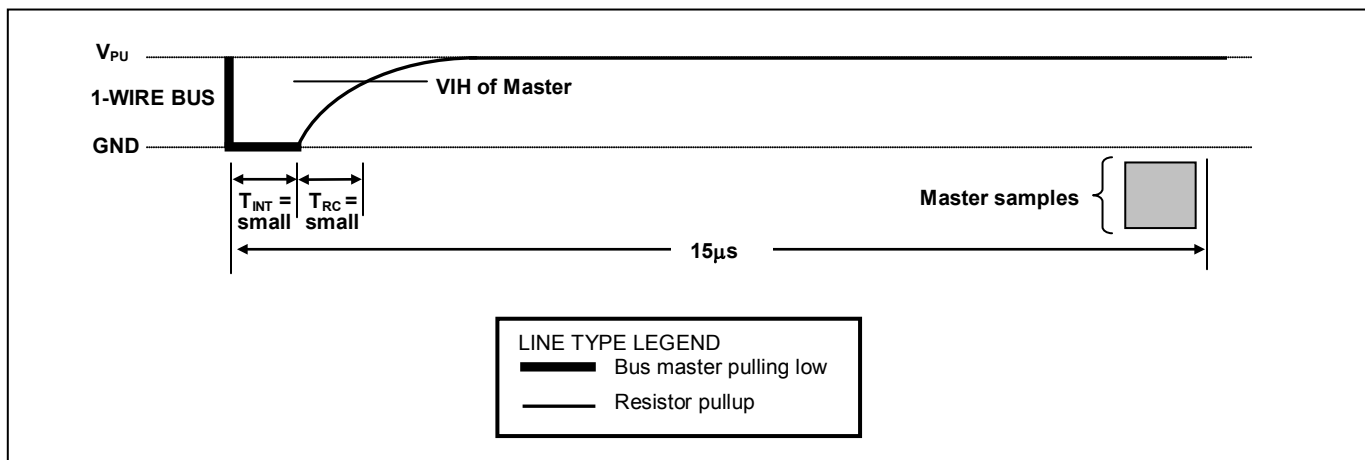 VPU
VIH of Master
1-WIRE BUS
GND
TINT =
small
TRC =
small
Master samples
15μs
LINE TYPE LEGEND
Bus master pulling low
Resistor pullup